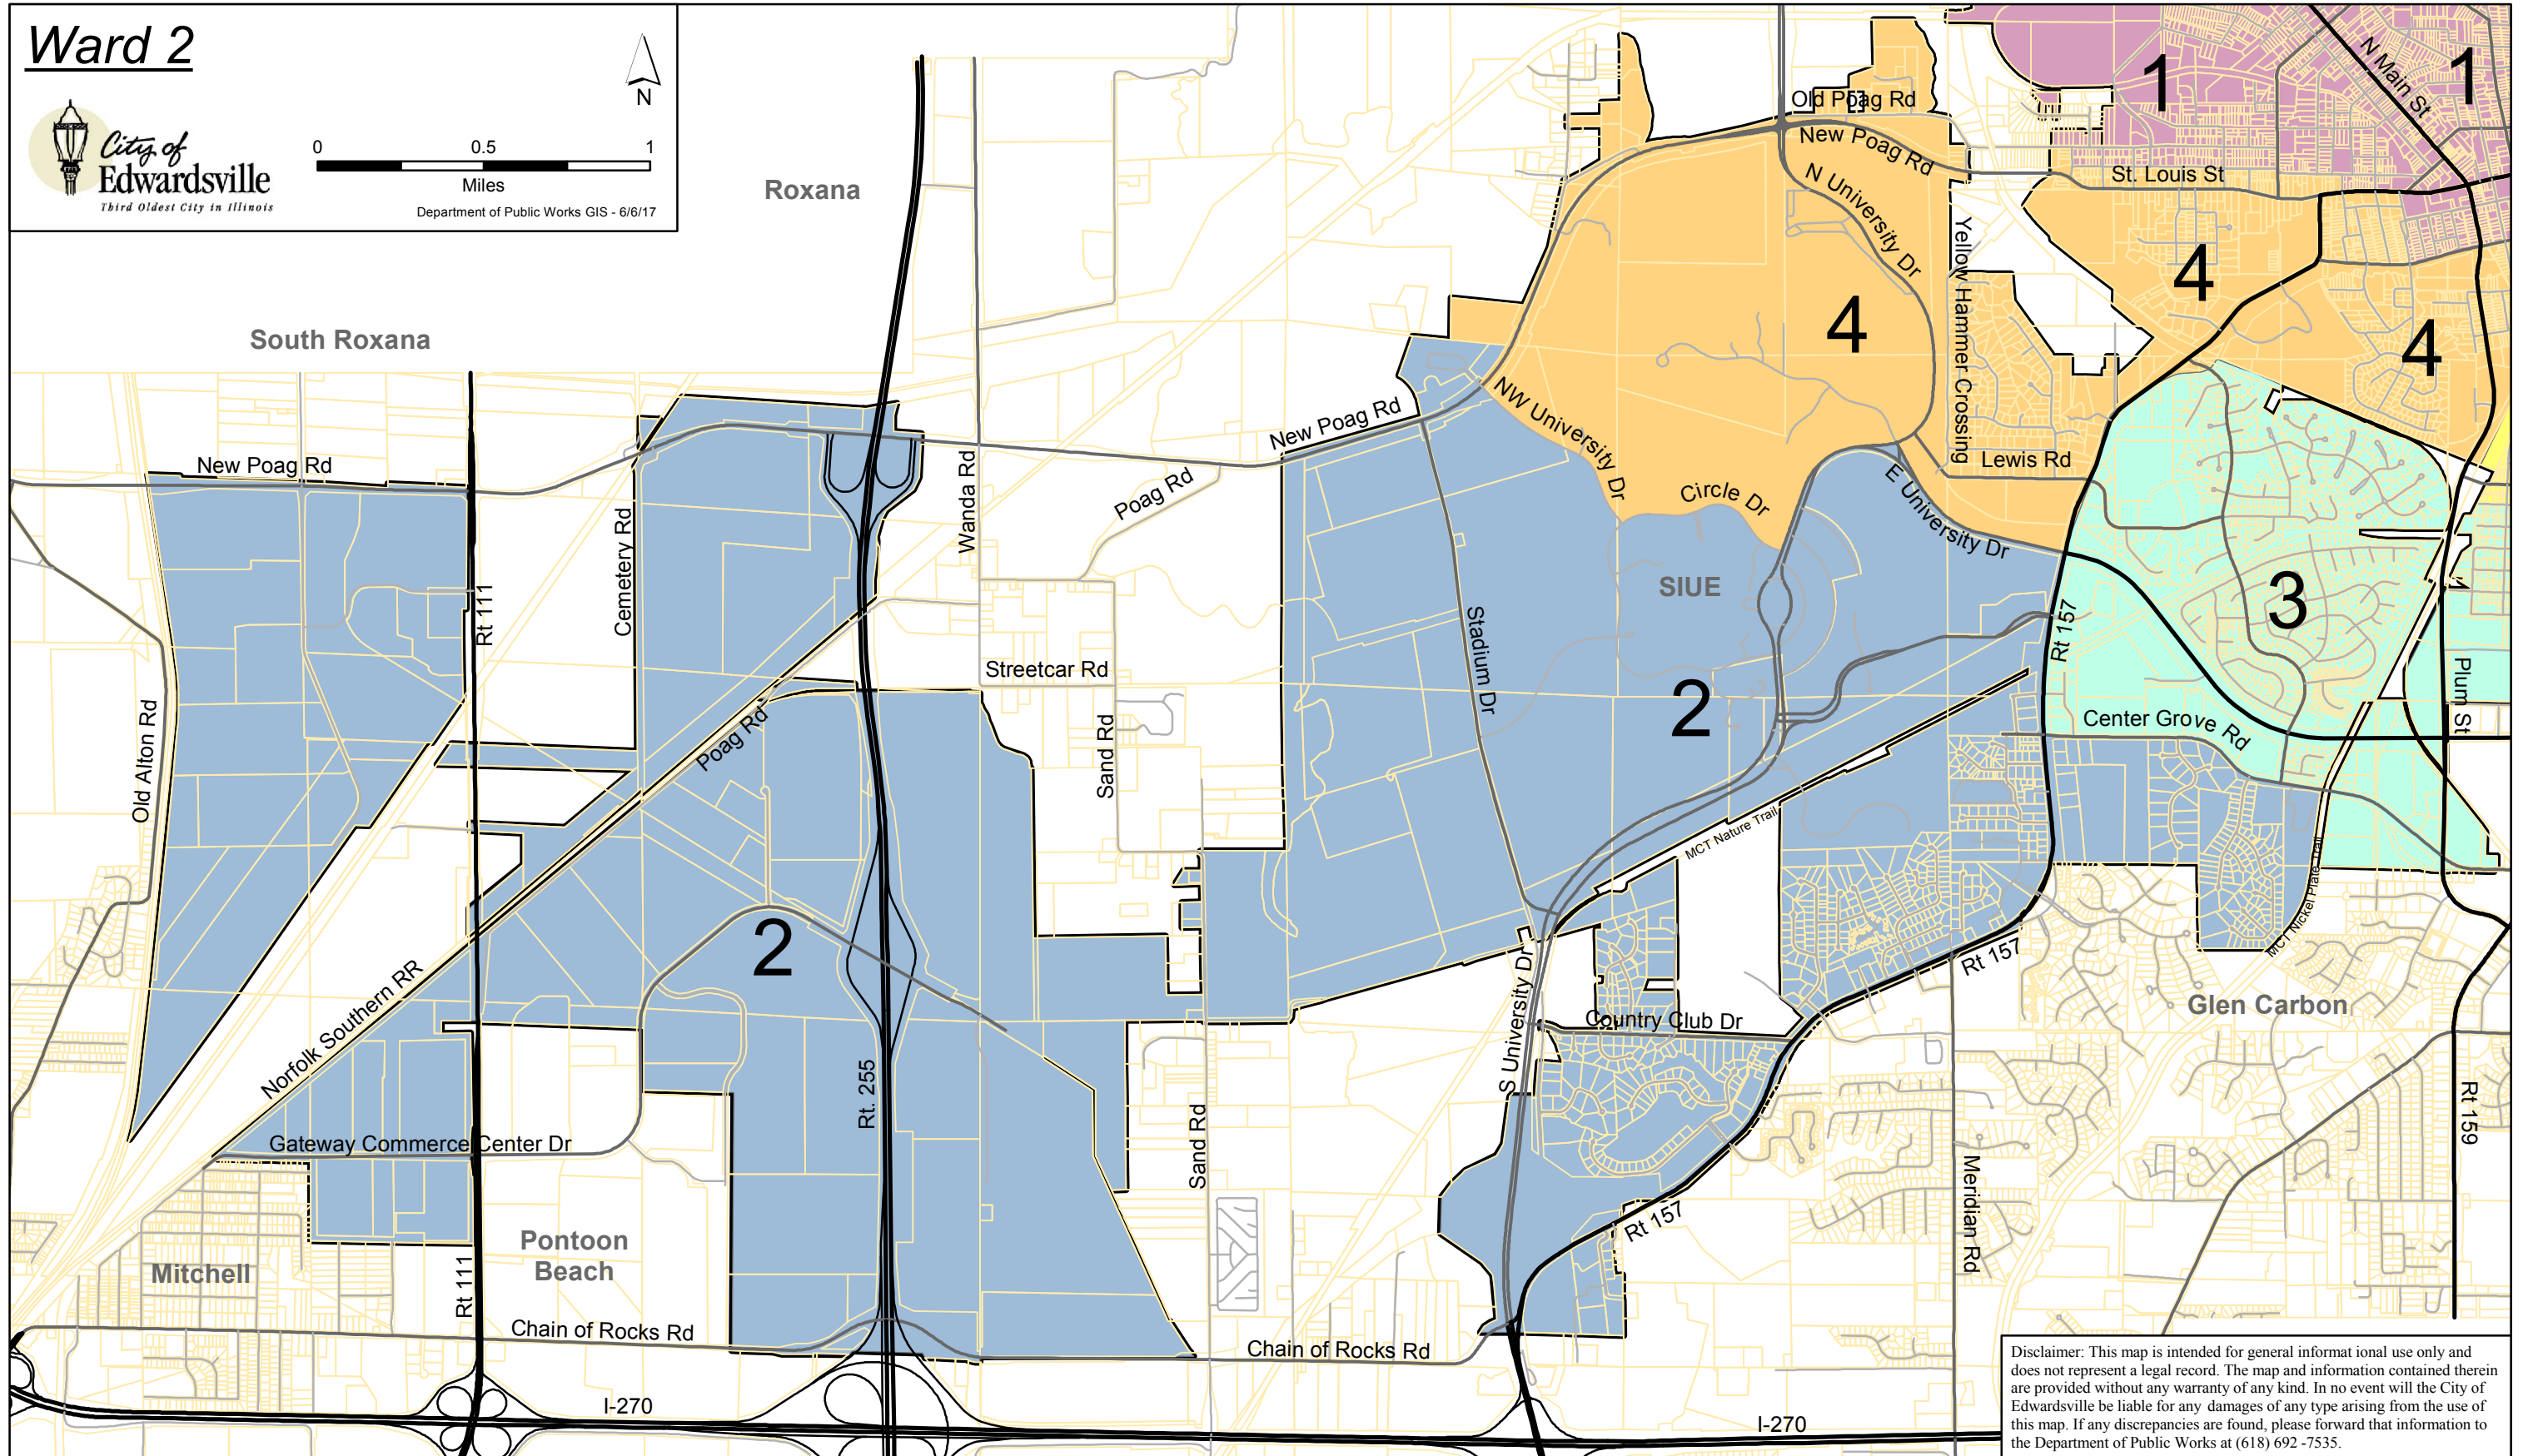 Ward 2
N
City of
Edwardsville
Third Oldest City in Illinois
0 0.5 1
Miles
Department of Public Works GIS - 6/6/17
Roxana
South Roxana
Old Poag Rd
New Poag Rd
N University Dr
Yellow Hammer Crossing
St. Louis St
N Main St
1
1
4
4
4
New Poag Rd
New Poag Rd
NW University Dr
Circle Dr
Lewis Rd
E University Dr
Poag Rd
Wanda Rd
Cemetery Rd
Rt 111
SIUE
Stadium Dr
3
Rt 157
Streetcar Rd
Sand Rd
Old Alton Rd
Poag Rd
2
Center Grove Rd
Plum St
MCT Nature Trail
MCT Nickel Plate Trail
2
Norfolk Southern RR
Rt 157
S University Dr
Country Club Dr
Glen Carbon
Gateway Commerce Center Dr
Rt. 255
Sand Rd
Rt 159
Meridian Rd
Rt 157
Pontoon
Beach
Mitchell
Rt 111
Chain of Rocks Rd
Chain of Rocks Rd
I-270
I-270
Disclaimer: This map is intended for general informat ional use only and
does not represent a legal record. The map and information contained therein
are provided without any warranty of any kind. In no event will the City of
Edwardsville be liable for any damages of any type arising from the use of
this map. If any discrepancies are found, please forward that information to
the Department of Public Works at (618) 692 -7535.